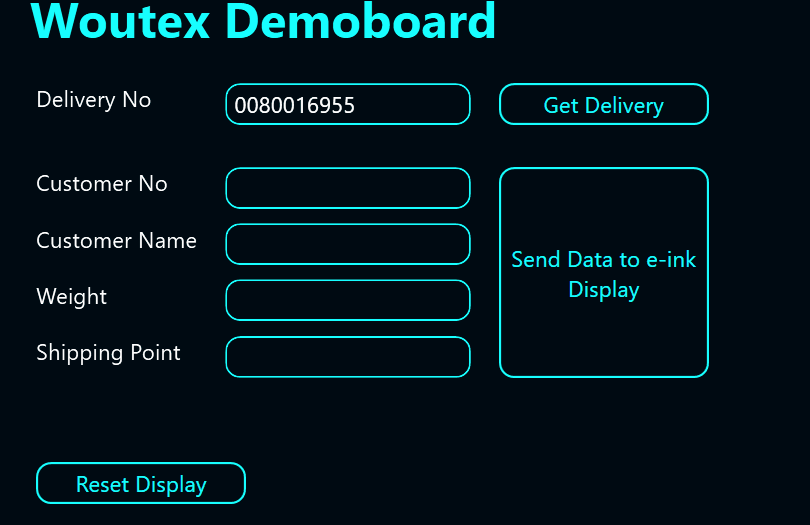 Woutex Demoboard
Delivery No 0080016955 Get Delivery
Customer No
Customer Name
Send Data to e-ink
Display
Weight
Shipping Point
Reset Display